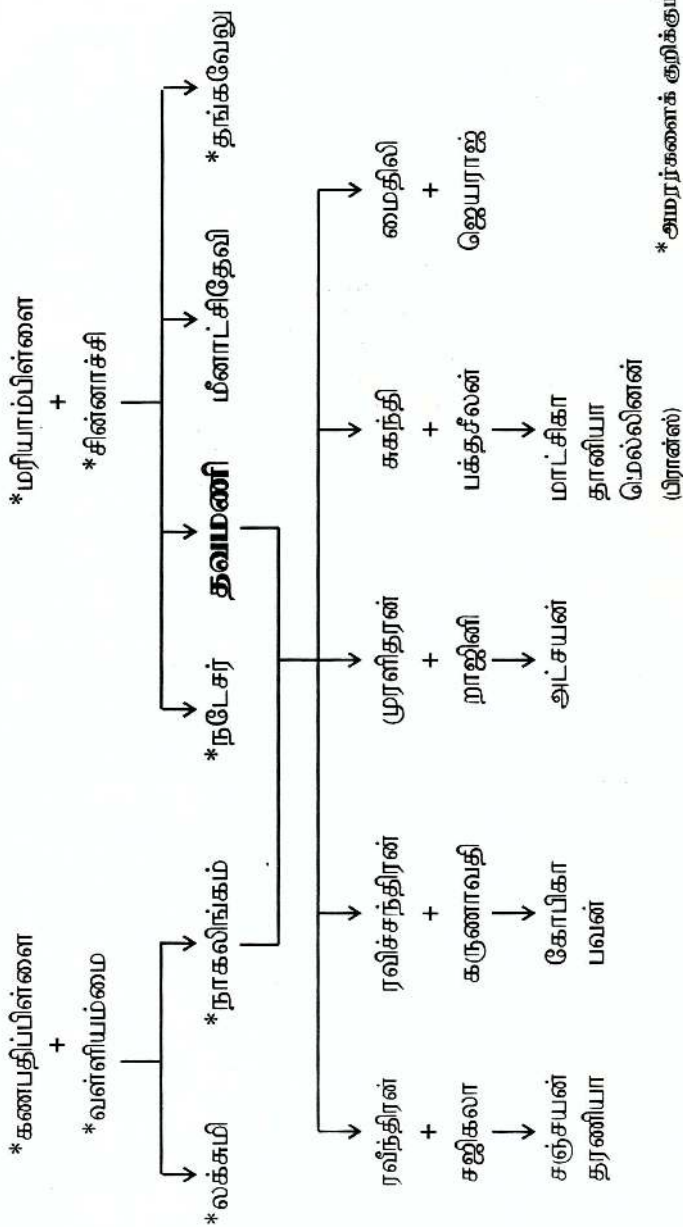 *கணபதிப்பிள்ளை
+
*வள்ளியம்மை
*மரியாம்பிள்ளை
+
*சின்னாச்சி
*லக்சுமி
*நாகலிங்கம்
*நடேசர்
தவமணி
மீனாட்சிதேவி
*தங்கவேலு
ரவீந்திரன்
+
சஜிகலா
சஞ்சயன்
தரணியா
ரவிச்சந்திரன்
+
கருணாவதி
கோபிகா
பவன்
முரளிதரன்
+
றாஜினி
அட்சயன்
சுகந்தி
+
பக்தசீலன்
மாட்சிகா
தானியா
மெல்லினன்
(பிரான்ஸ்)
மைதிலி
+
ஜெயராஜ்
*அமரர்களைக் குறிக்கும்